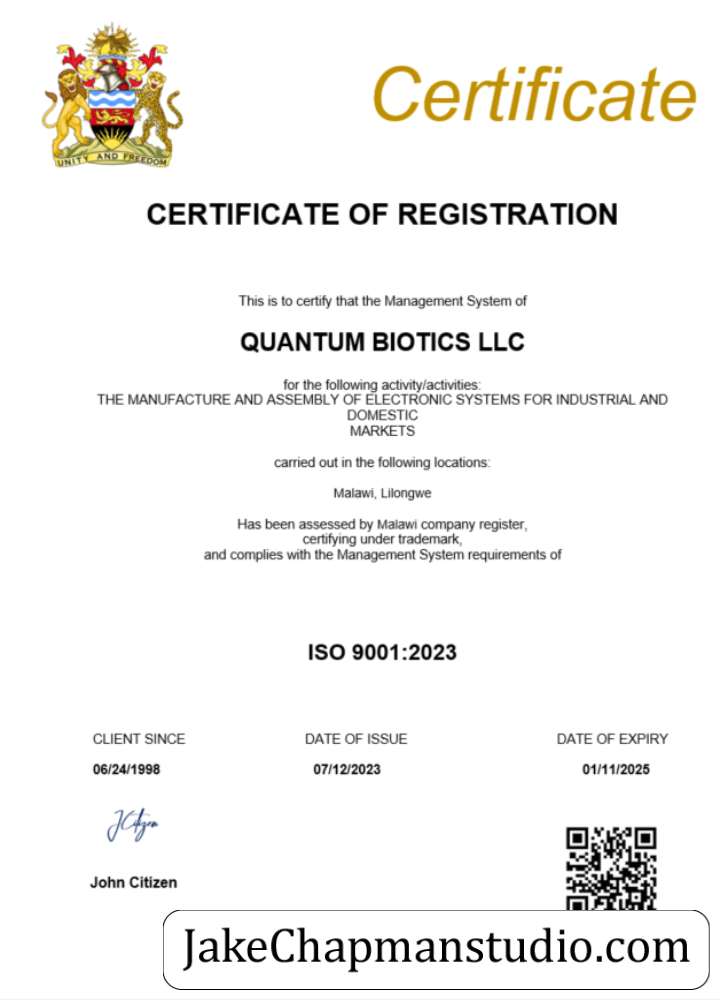 UNITY AND FREEDOM
Certificate
CERTIFICATE OF REGISTRATION
This is to certify that the Management System of
QUANTUM BIOTICS LLC
for the following activity/activities:
THE MANUFACTURE AND ASSEMBLY OF ELECTRONIC SYSTEMS FOR INDUSTRIAL AND
DOMESTIC
MARKETS
carried out in the following locations:
Malawi, Lilongwe
Has been assessed by Malawi company register,
certifying under trademark,
and complies with the Management System requirements of
ISO 9001:2023
CLIENT SINCE DATE OF ISSUE DATE OF EXPIRY
06/24/1998 07/12/2023 01/11/2025
JCitizen
John Citizen
JakeChapmanstudio.com